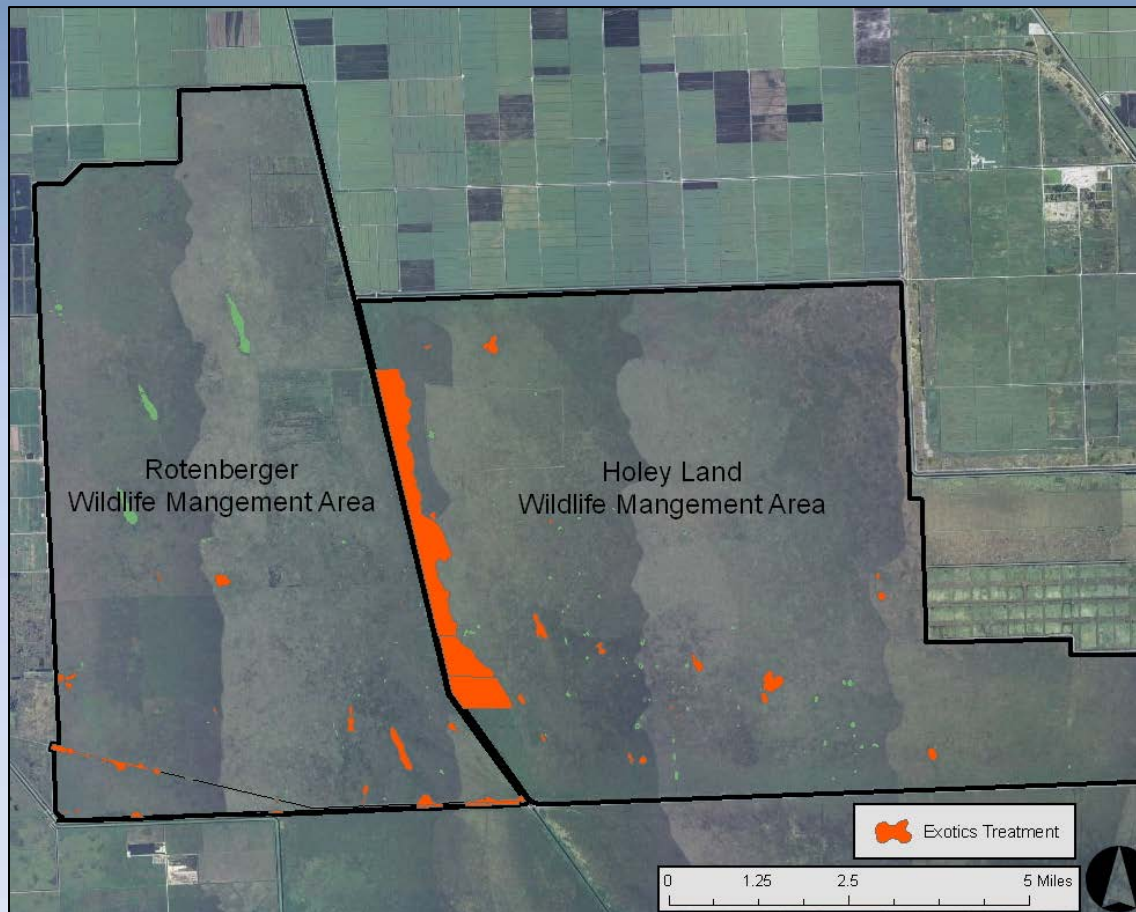 Rotenberger
Wildlife Mangement Area
Holey Land
Wildlife Mangement Area
Exotics Treatment
0 1.25 2.5 5 Miles